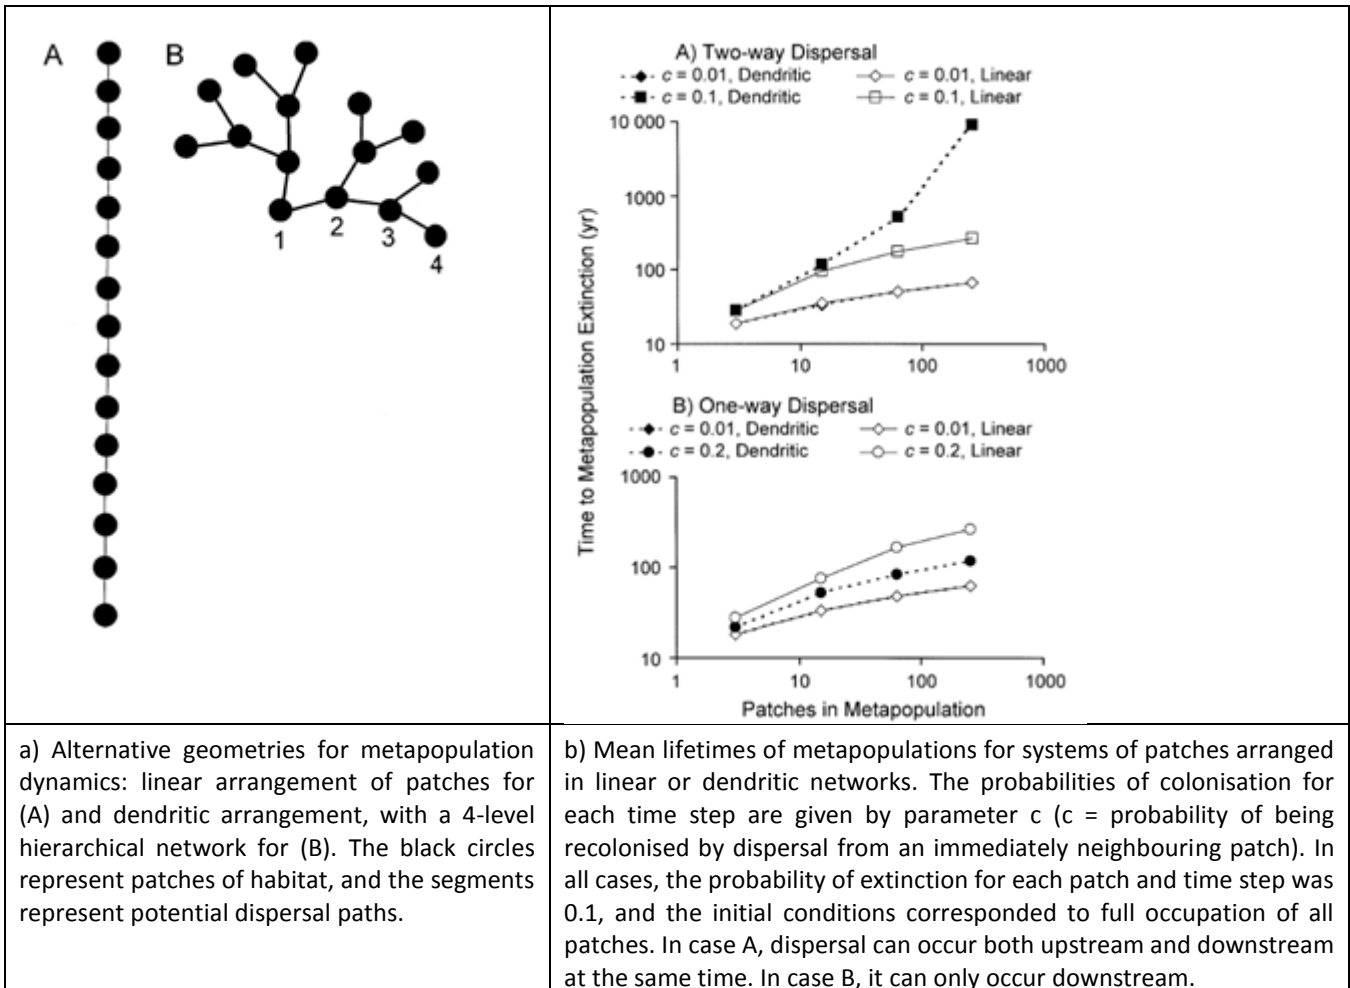 A
B
1
2
3
4
A) Two-way Dispersal
c = 0.01, Dendritic
c = 0.01, Linear
c = 0.1, Dendritic
c = 0.1, Linear
10 000
1000
100
10
1
10
100
1000
B) One-way Dispersal
c = 0.01, Dendritic
c = 0.01, Linear
c = 0.2, Dendritic
c = 0.2, Linear
1000
100
10
1
10
100
1000
Time to Metapopulation Extinction (yr)
Patches in Metapopulation
a) Alternative geometries for metapopulation
dynamics: linear arrangement of patches for
(A) and dendritic arrangement, with a 4-level
hierarchical network for (B). The black circles
represent patches of habitat, and the segments
represent potential dispersal paths.
b) Mean lifetimes of metapopulations for systems of patches arranged
in linear or dendritic networks. The probabilities of colonisation for
each time step are given by parameter c (c = probability of being
recolonised by dispersal from an immediately neighbouring patch). In
all cases, the probability of extinction for each patch and time step was
0.1, and the initial conditions corresponded to full occupation of all
patches. In case A, dispersal can occur both upstream and downstream
at the same time. In case B, it can only occur downstream.